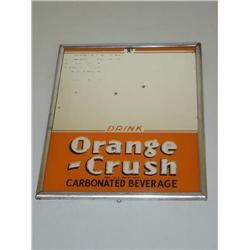 DRINK
Orange
-Crush
CARBONATED BEVERAGE